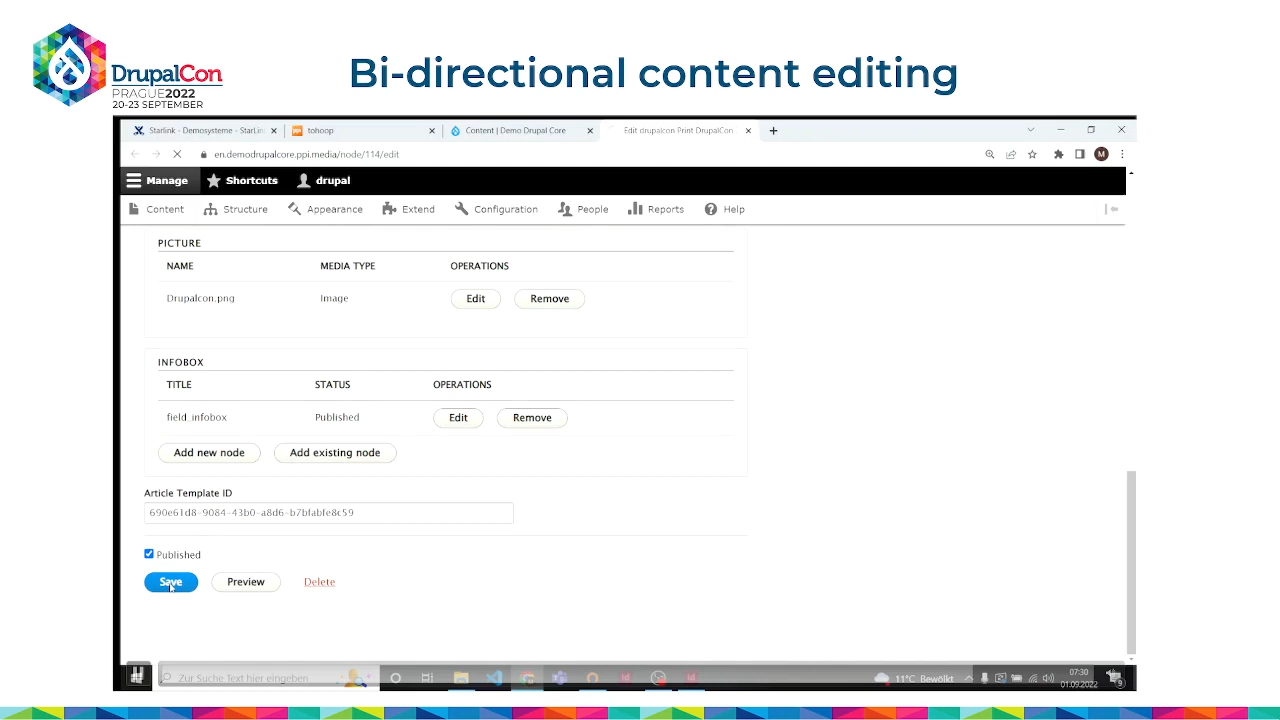 DrupalCon
PRAGUE2022
20-23 SEPTEMBER
Bi-directional content editing
Starlink - Demosysteme - StarLin
tohoop
Content | Demo Drupal Core
Edit drupalcon Print DrupalCon
en.demodrupalcore.ppi.media/node/114/edit
M
Manage
Shortcuts
drupal
Content
Structure
Appearance
Extend
Configuration
People
Reports
Help
PICTURE
NAME MEDIA TYPE OPERATIONS
Drupalcon.png Image Edit Remove
INFOBOX
TITLE STATUS OPERATIONS
field_infobox Published Edit Remove
Add new node Add existing node
Article Template ID
690e61d8-9084-43b0-a8d6-b7bfabfe8c59
Published
Save Preview Delete
Zur Suche Text hier eingeben
11°C Bewölkt
07:30
01.09.2022
9